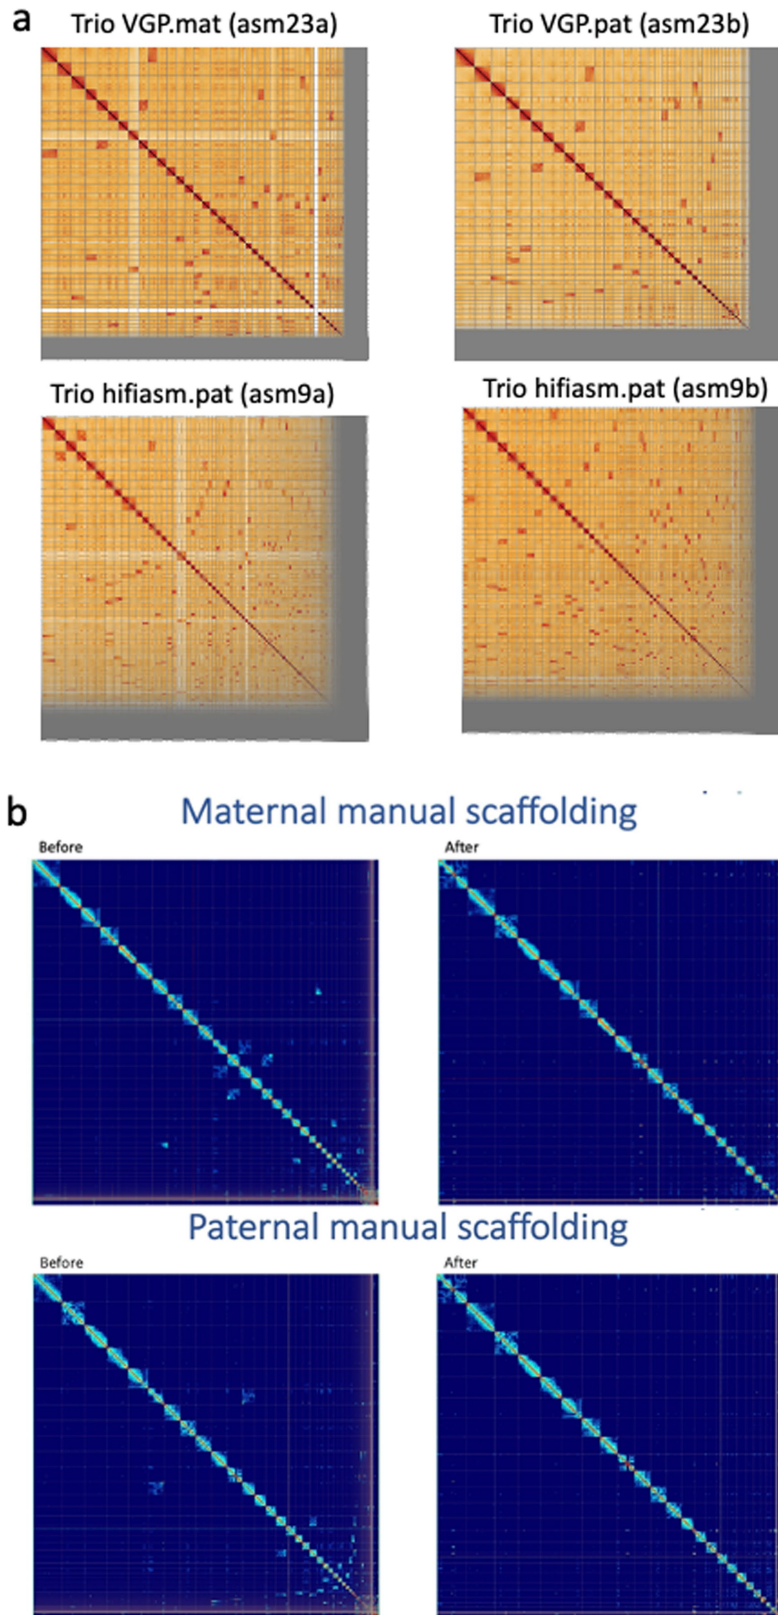 a
Trio VGP.mat (asm23a)
Trio VGP.pat (asm23b)
Trio hifiasm.pat (asm9a)
Trio hifiasm.pat (asm9b)
b
Maternal manual scaffolding
Before
After
Paternal manual scaffolding
Before
After